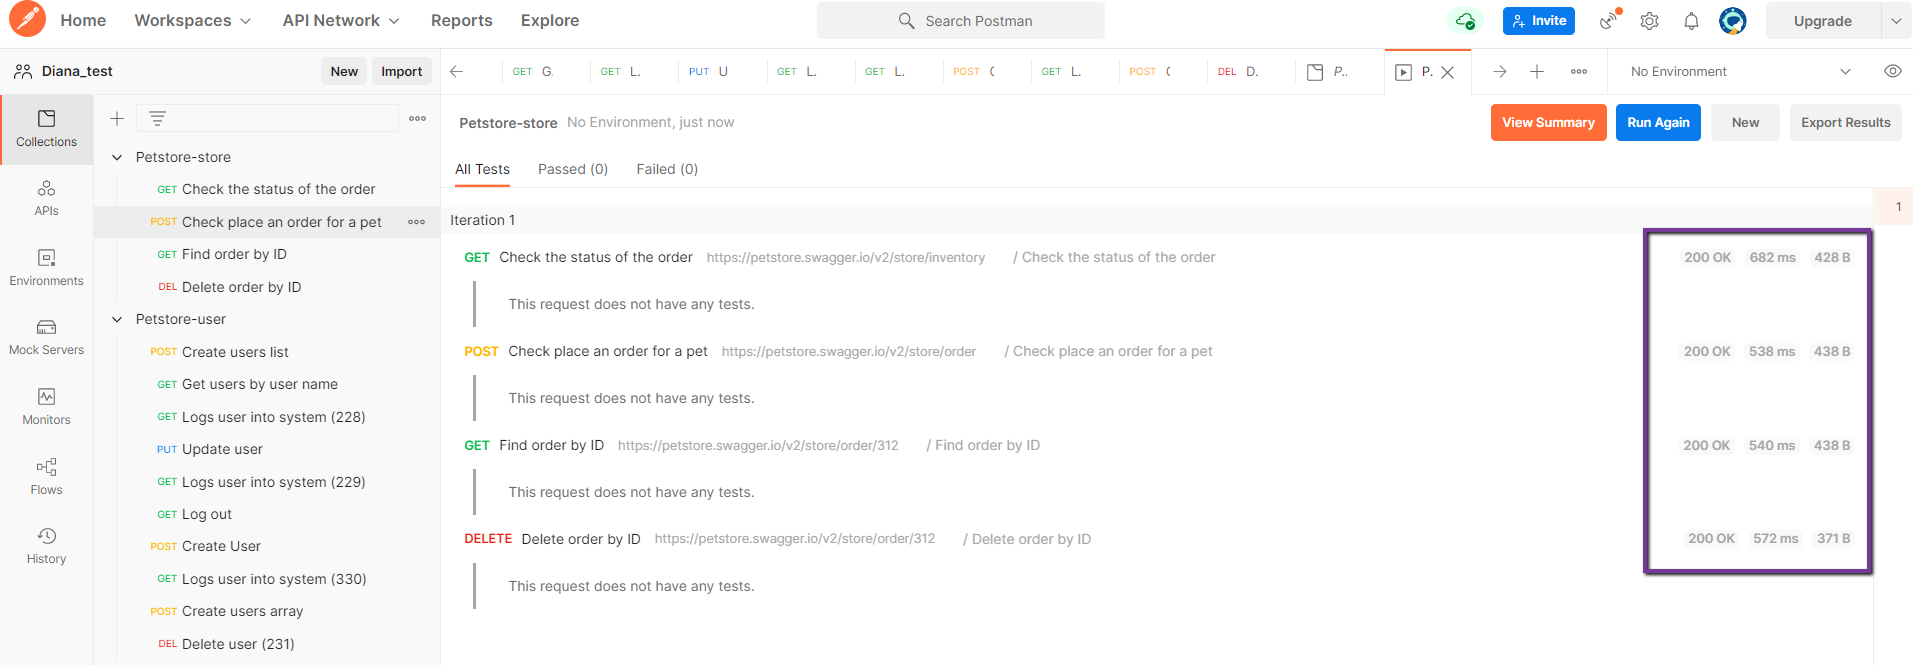 Home Workspaces API Network Reports Explore Search Postman Invite Upgrade
Diana_test New Import
GET G. GET L. PUT U GET L. GET L. POST GET L. POST DEL D. P.. P. No Environment
Collections
APIs
Environments
Mock Servers
Monitors
Flows
History
Petstore-store
GET Check the status of the order
POST Check place an order for a pet
GET Find order by ID
DEL Delete order by ID
Petstore-user
POST Create users list
GET Get users by user name
GET Logs user into system (228)
PUT Update user
GET Logs user into system (229)
GET Log out
POST Create User
GET Logs user into system (330)
POST Create users array
DEL Delete user (231)
Petstore-store No Environment, just now View Summary Run Again New Export Results
All Tests Passed (0) Failed (0)
1
Iteration 1
GET Check the status of the order https://petstore.swagger.io/v2/store/inventory / Check the status of the order 200 OK 682 ms 428 B
This request does not have any tests.
POST Check place an order for a pet https://petstore.swagger.io/v2/store/order / Check place an order for a pet 200 OK 538 ms 438 B
This request does not have any tests.
GET Find order by ID https://petstore.swagger.io/v2/store/order/312 / Find order by ID 200 OK 540 ms 438 B
This request does not have any tests.
DELETE Delete order by ID https://petstore.swagger.io/v2/store/order/312 / Delete order by ID 200 OK 572 ms 371 B
This request does not have any tests.